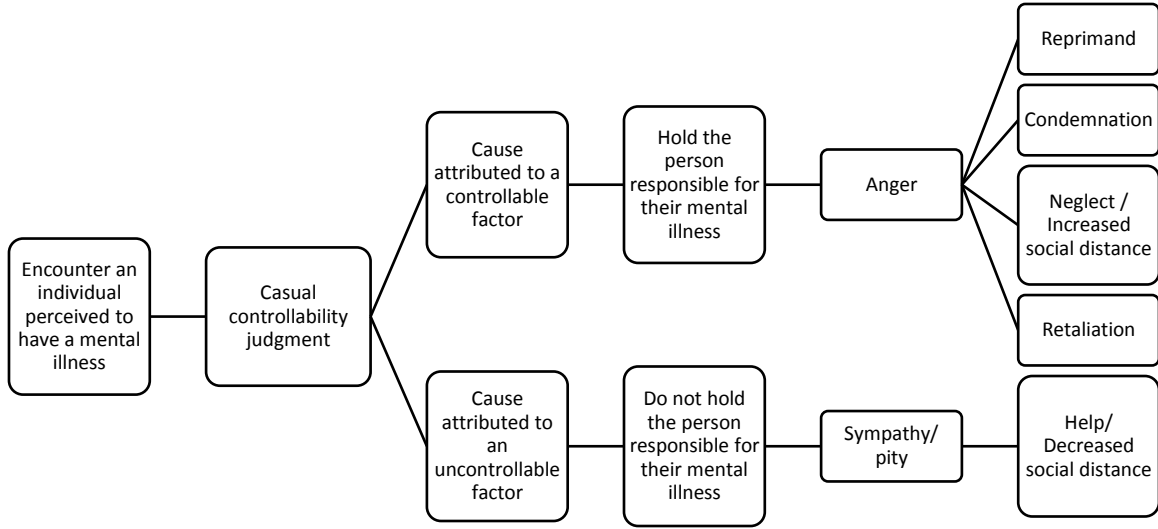 Encounter an
individual
perceived to
have a mental
illness
Casual
controllability
judgment
Cause
attributed to a
controllable
factor
Hold the
person
responsible for
their mental
illness
Anger
Reprimand
Condemnation
Neglect /
Increased
social distance
Retaliation
Cause
attributed to
an
uncontrollable
factor
Do not hold
the person
responsible for
their mental
illness
Sympathy/
pity
Help/
Decreased
social distance